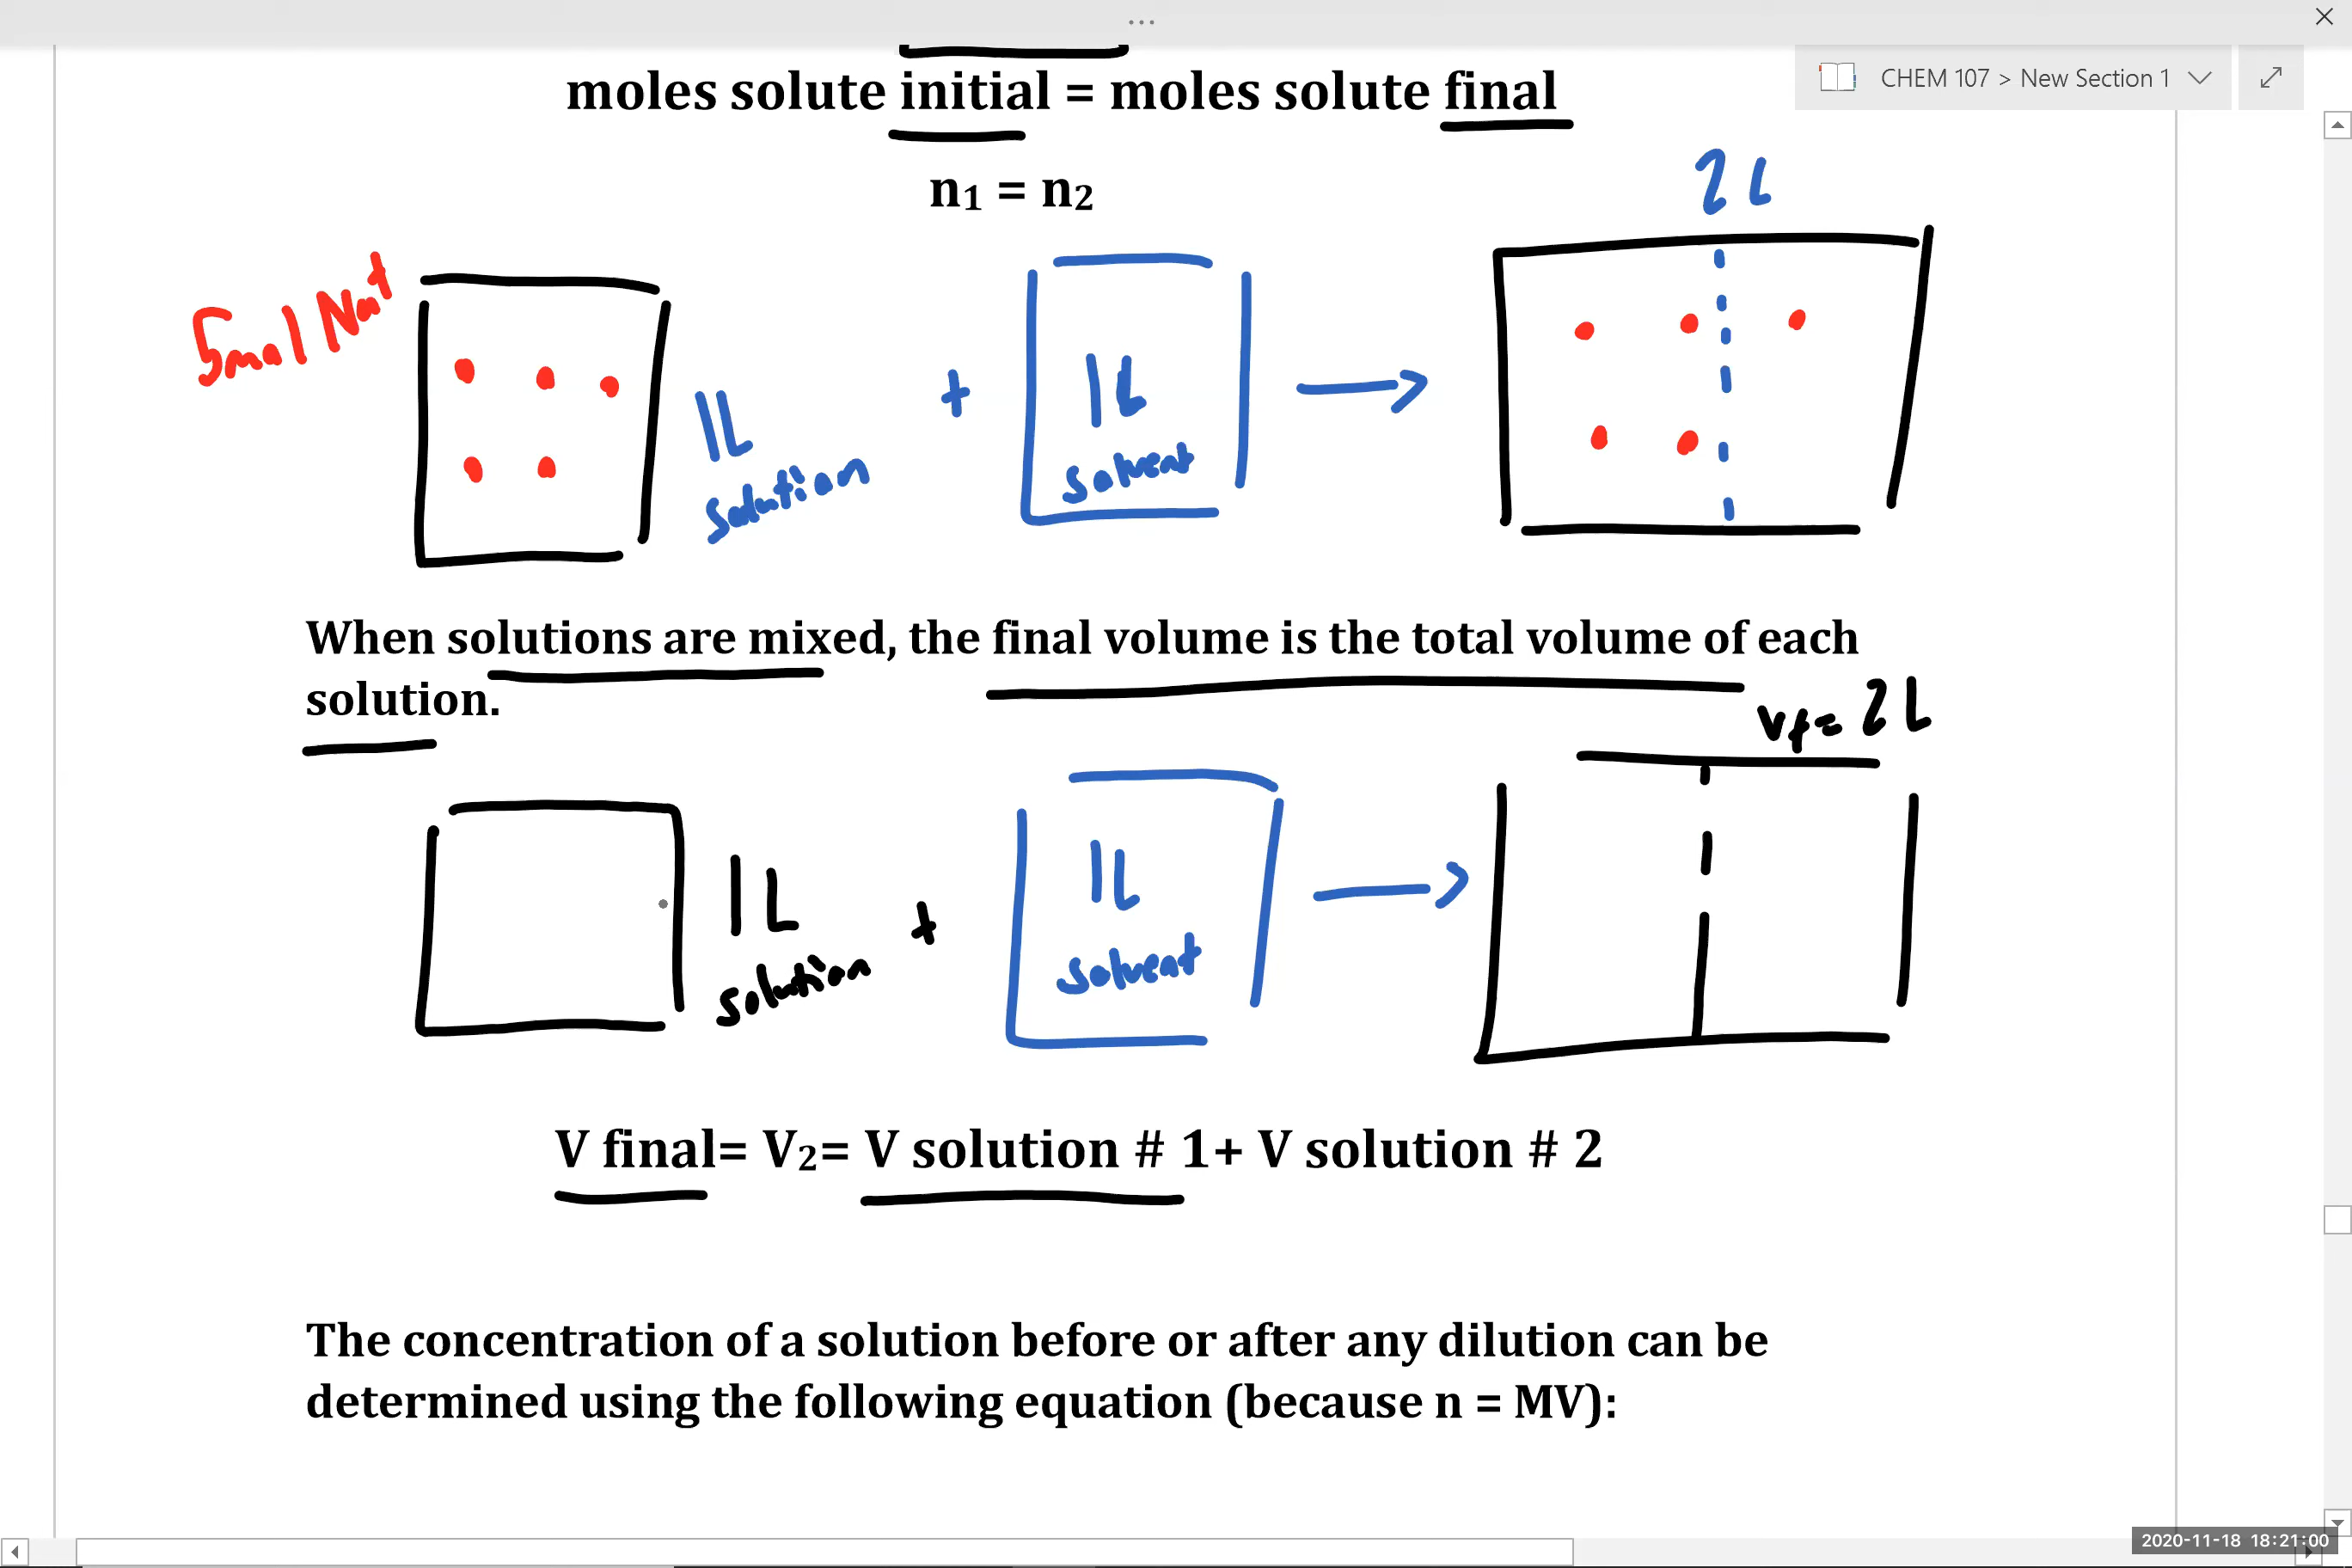 CHEM 107 > New Section 1
moles solute initial = moles solute final
n₁ = n₂
2 L
5 mol Na⁺
1L
solution
+
1L
solvent
When solutions are mixed, the final volume is the total volume of each
solution.
Vf = 2 L
1L
solution
+
1L
solvent
V final= V₂= V solution # 1+ V solution # 2
The concentration of a solution before or after any dilution can be
determined using the following equation (because n = MV):
2020-11-18 18:21:00